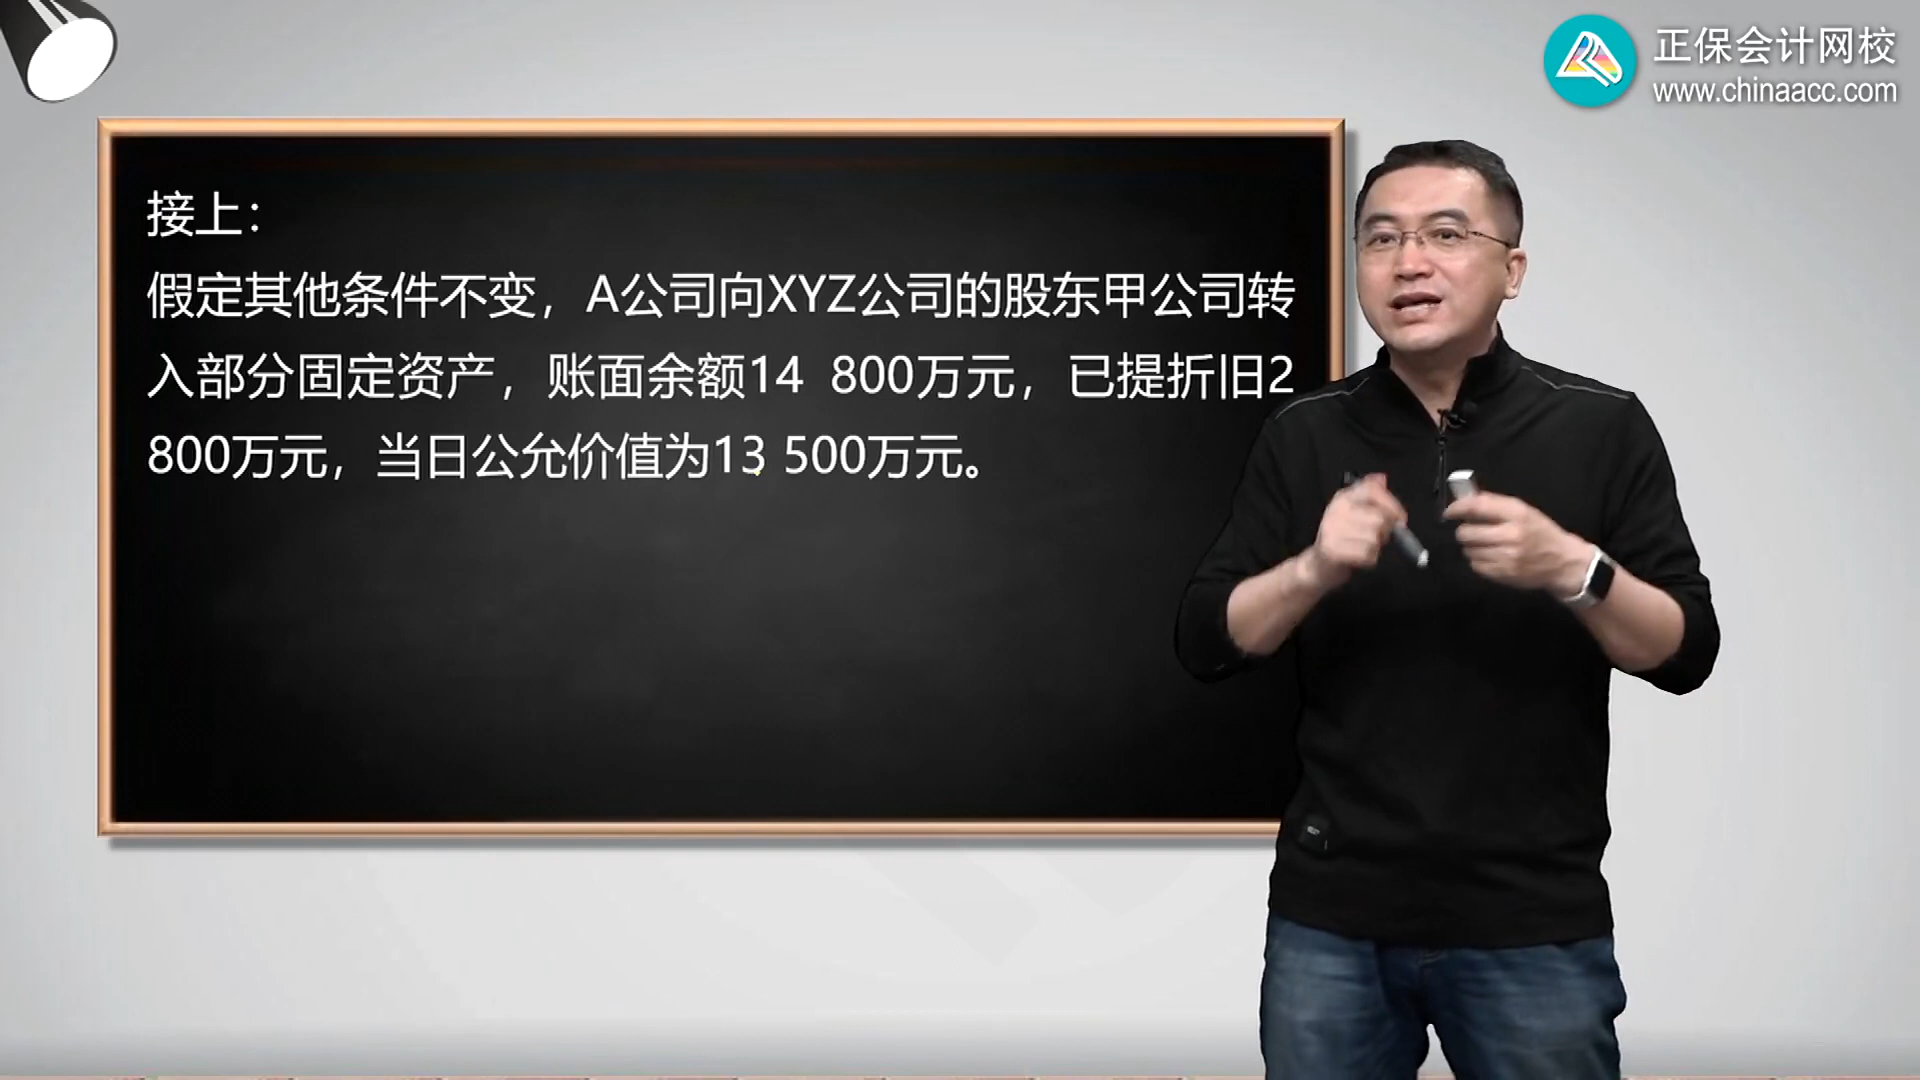 正保会计网校
www.chinaacc.com
接上：
假定其他条件不变，A公司向XYZ公司的股东甲公司转
入部分固定资产，账面余额14 800万元，已提折旧2
800万元，当日公允价值为13 500万元。